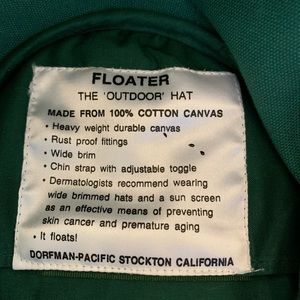 FLOATER
THE 'OUTDOOR' HAT
MADE FROM 100% COTTON CANVAS
• Heavy weight durable canvas
• Rust proof fittings
• Wide brim
• Chin strap with adjustable toggle
• Dermatologists recommend wearing
wide brimmed hats and a sun screen
as an effective means of preventing
skin cancer and premature aging
• It floats!
DORFMAN-PACIFIC STOCKTON CALIFORNIA